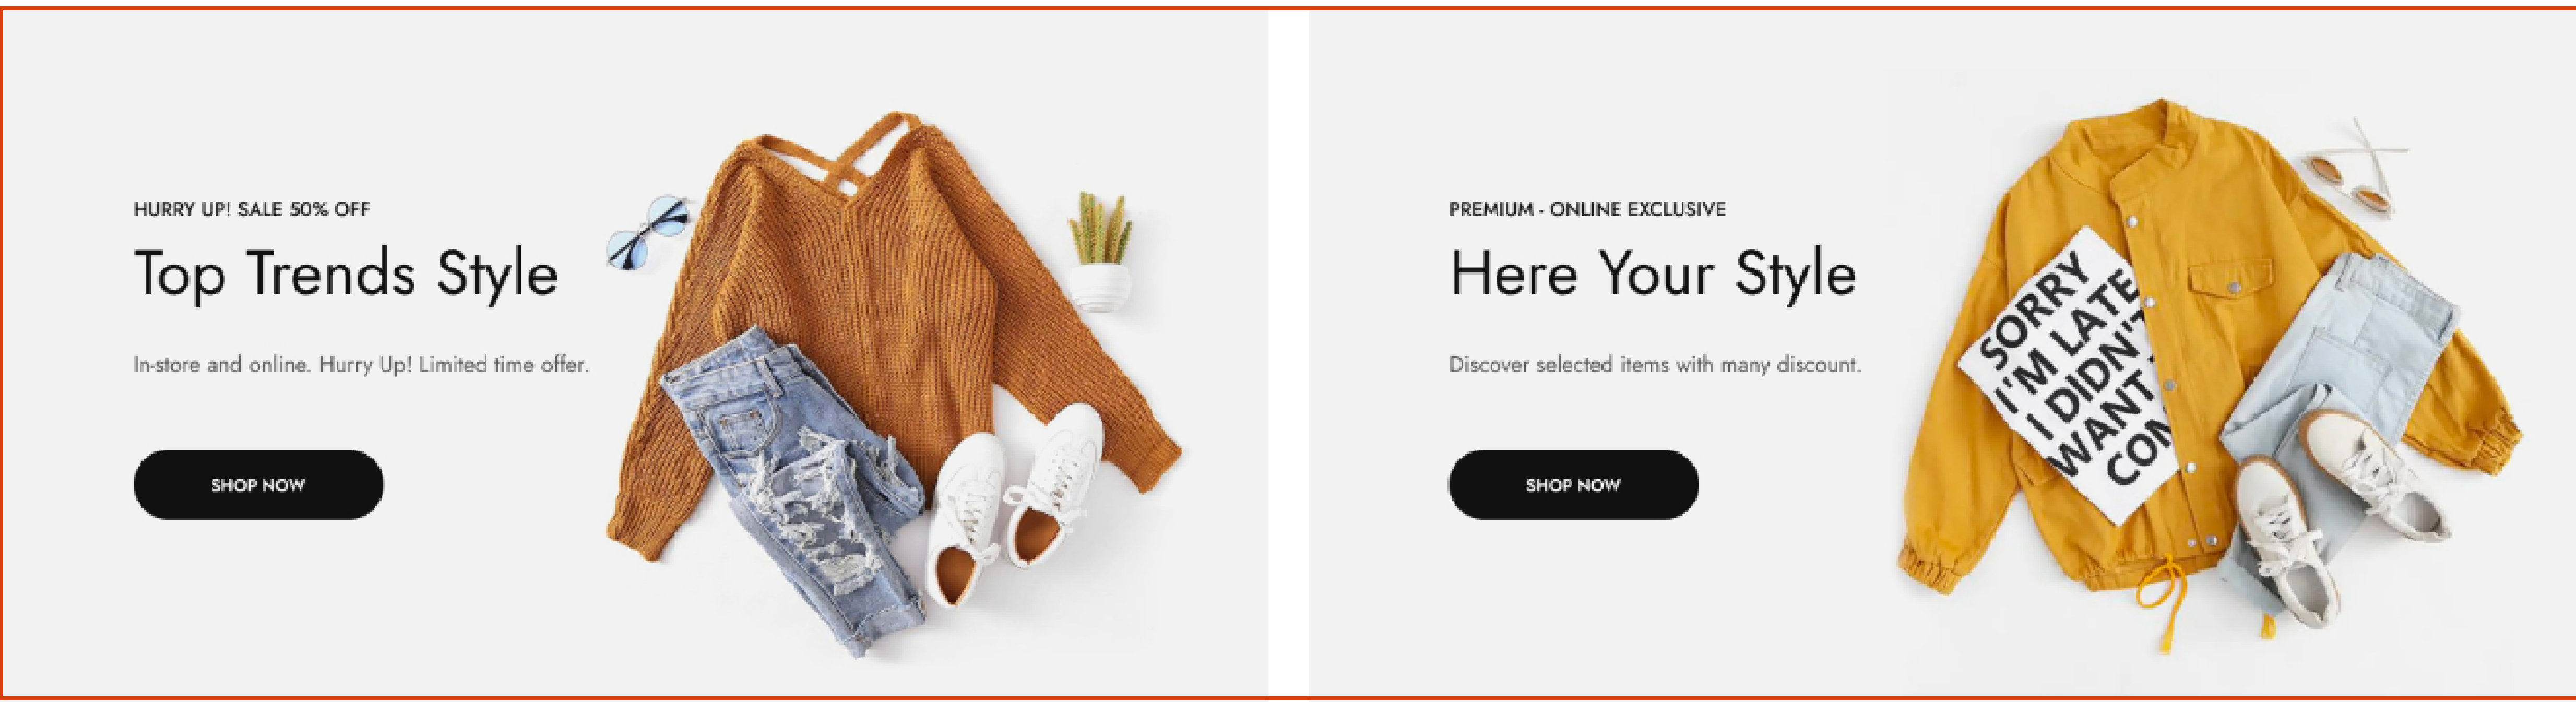 HURRY UP! SALE 50% OFF
Top Trends Style
In-store and online. Hurry Up! Limited time offer.
SHOP NOW
PREMIUM - ONLINE EXCLUSIVE
Here Your Style
Discover selected items with many discount.
SHOP NOW
SORRY
I'M LATE
I DIDN'T
WANT
COM